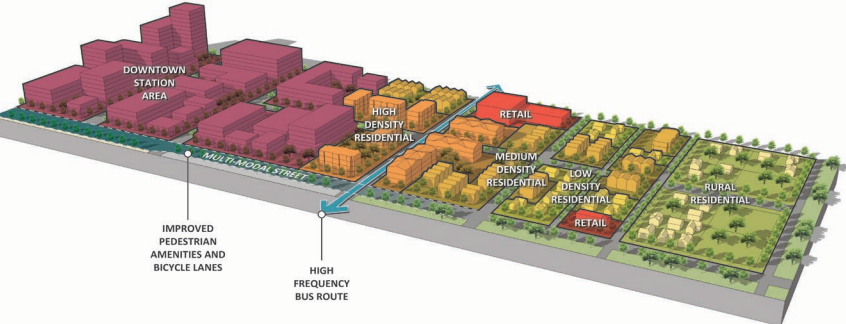 DOWNTOWN
STATION
AREA
HIGH
DENSITY
RESIDENTIAL
RETAIL
MULTI-MODAL STREET
MEDIUM
DENSITY
RESIDENTIAL
LOW
DENSITY
RESIDENTIAL
RURAL
RESIDENTIAL
RETAIL
IMPROVED
PEDESTRIAN
AMENITIES AND
BICYCLE LANES
HIGH
FREQUENCY
BUS ROUTE